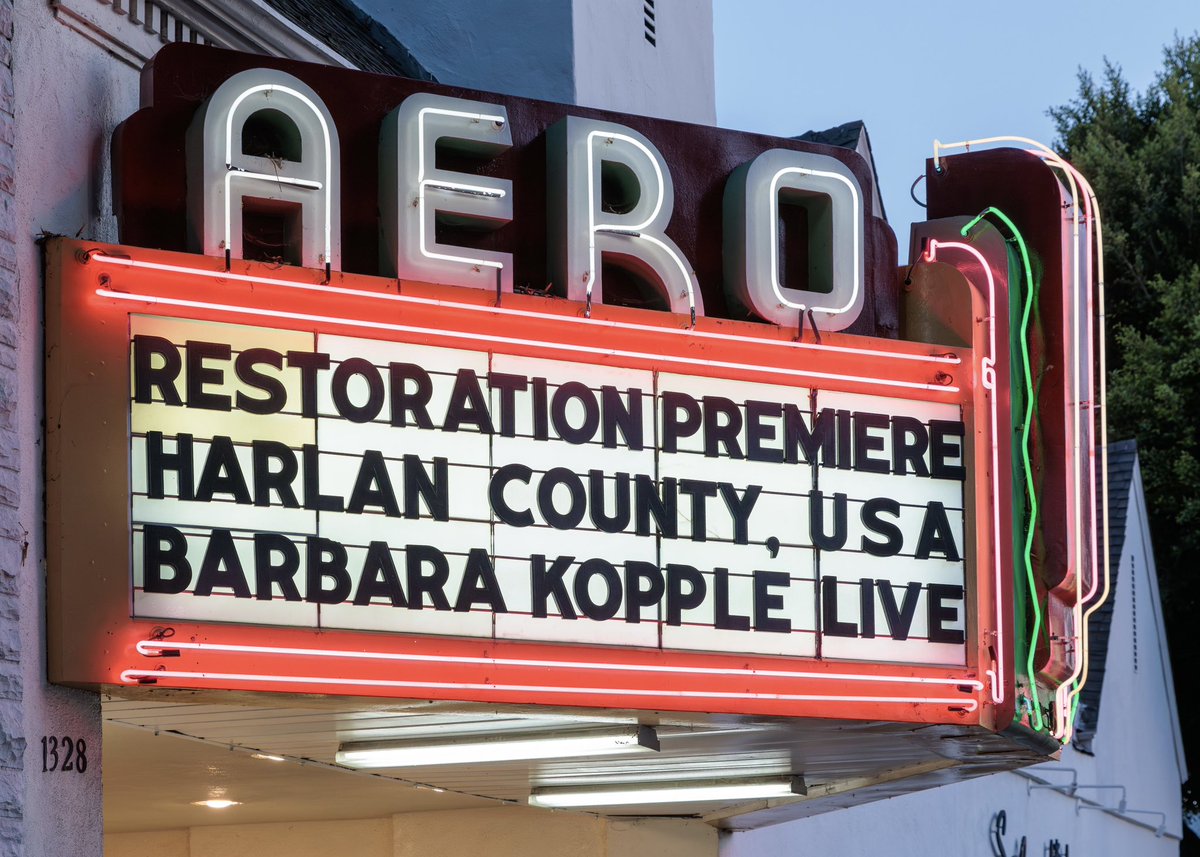 AERO
RESTORATION PREMIERE
HARLAN COUNTY, USA
BARBARA KOPPLE LIVE
1328